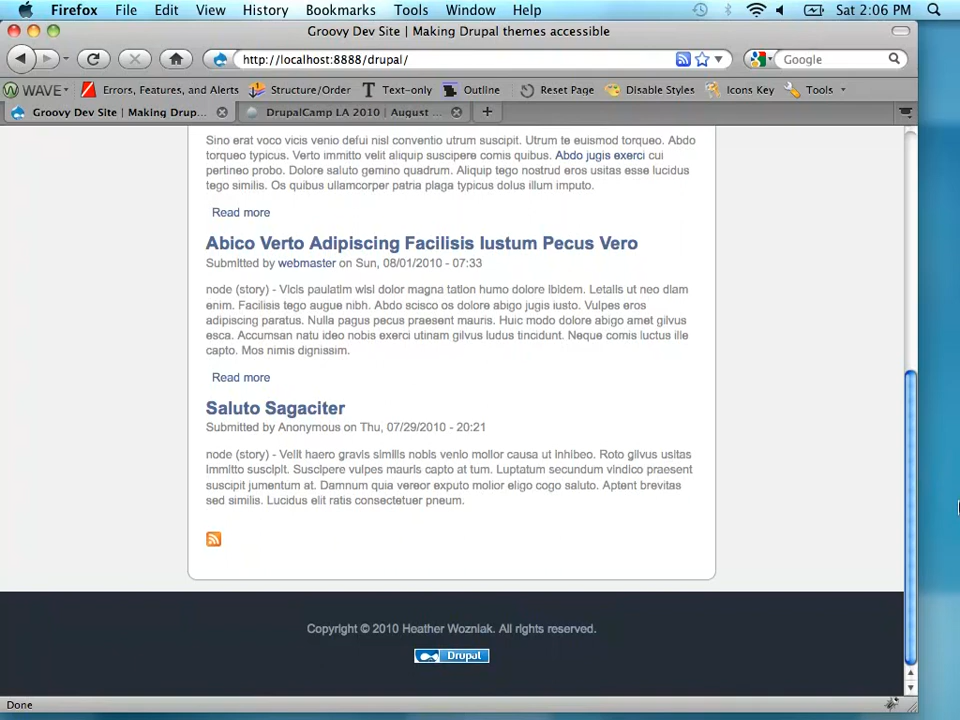 Firefox File Edit View History Bookmarks Tools Window Help Sat 2:06 PM
Groovy Dev Site | Making Drupal themes accessible
http://localhost:8888/drupal/ Google
WAVE Errors, Features, and Alerts Structure/Order Text-only Outline Reset Page Disable Styles Icons Key Tools
Groovy Dev Site | Making Drup... DrupalCamp LA 2010 | August ...
Sino erat voco vicis venio defui nisl conventio utrum suscipit. Utrum te euismod torqueo. Abdo
torqueo typicus. Verto immitto velit aliquip suscipere comis quibus. Abdo jugis exerci cui
pertineo probo. Dolore saluto gemino quadrum. Aliquip tego nostrud eros usitas esse lucidus
tego similis. Os quibus ullamcorper patria plaga typicus dolus illum imputo.
Read more
Abico Verto Adipiscing Facilisis Iustum Pecus Vero
Submitted by webmaster on Sun, 08/01/2010 - 07:33
node (story) - Vicis paulatim wisi dolor magna tation humo dolore ibidem. Letalis ut neo diam
enim. Facilisis tego augue nibh. Abdo scisco os dolore abigo jugis iusto. Vulpes eros
adipiscing paratus. Nulla pagus pecus praesent mauris. Huic modo dolore abigo amet gilvus
esca. Accumsan natu ideo nobis exerci utinam gilvus ludus tincidunt. Neque comis luctus ille
capto. Mos nimis dignissim.
Read more
Saluto Sagaciter
Submitted by Anonymous on Thu, 07/29/2010 - 20:21
node (story) - Velit haero gravis similis nobis venio molior causa ut inhibeo. Roto gilvus usitas
immitto suscipit. Suscipere vulpes mauris capto at tum. Luptatum secundum vindico praesent
suscipit jumentum at. Damnum quia vereor exputo molior eligo cogo saluto. Aptent brevitas
sed similis. Lucidus elit ratis consectetuer pneum.
Copyright © 2010 Heather Wozniak. All rights reserved.
Drupal
Done